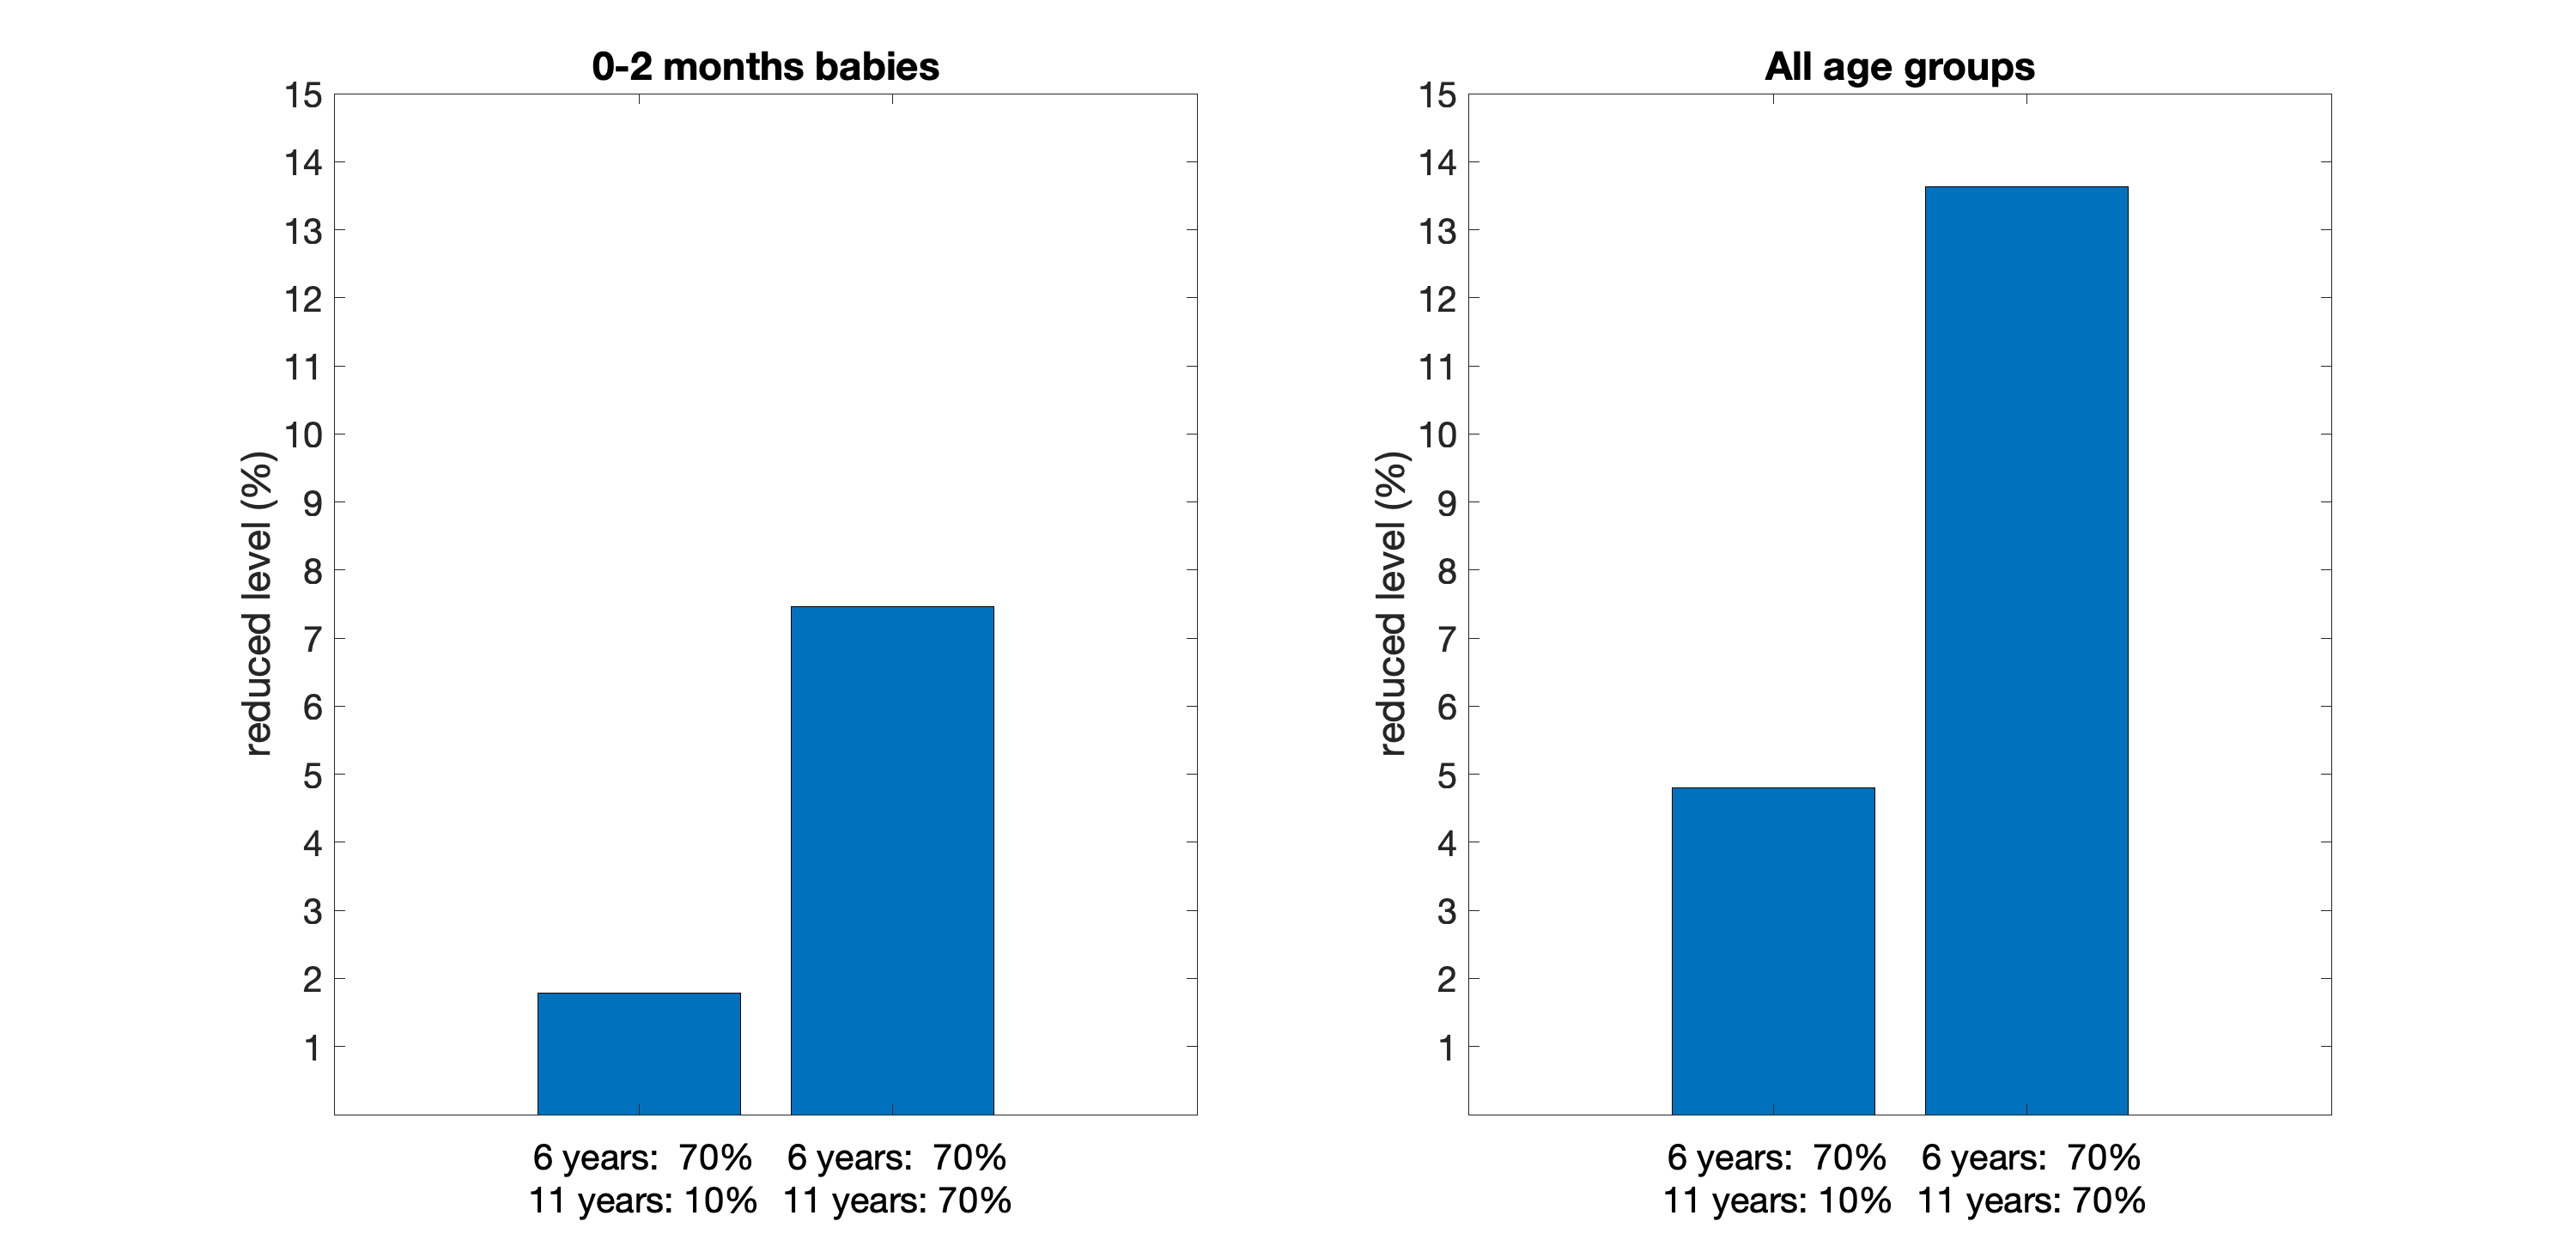 0-2 months babies
15
14
13
12
11
10
9
8
7
6
5
4
3
2
1
reduced level (%)
6 years: 70%
11 years: 10%
6 years: 70%
11 years: 70%
All age groups
15
14
13
12
11
10
9
8
7
6
5
4
3
2
1
reduced level (%)
6 years: 70%
11 years: 10%
6 years: 70%
11 years: 70%